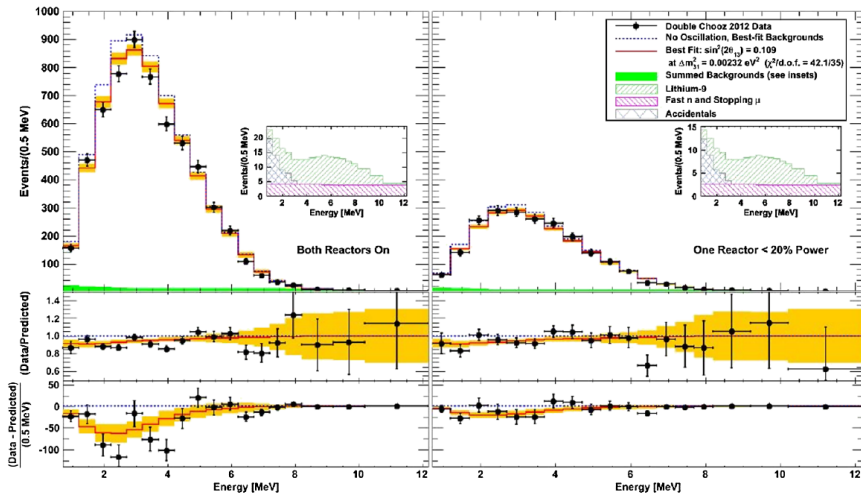 1,000
900
800
700
600
500
400
300
200
100
Events/(0.5 MeV)
Double Chooz 2012 Data
No Oscillation, Best-fit Backgrounds
Best Fit: sin²(2θ₁₃) = 0.109
at Δm²₃₁ = 0.00232 eV² (χ²/d.o.f. = 42.1/35)
Summed Backgrounds (see insets)
Lithium-9
Fast n and Stopping μ
Accidentals
Events/(0.5 MeV)
20
15
10
5
0
2 4 6 8 10 12
Energy [MeV]
Both Reactors On
Events/(0.5 MeV)
15
10
5
0
2 4 6 8 10 12
Energy [MeV]
One Reactor < 20% Power
(Data/Predicted)
1.4
1.2
1.0
0.8
0.6
(Data - Predicted)
(0.5 MeV)
50
0
-50
-100
2 4 6 8 10 12
2 4 6 8 10 12
Energy [MeV]
Energy [MeV]